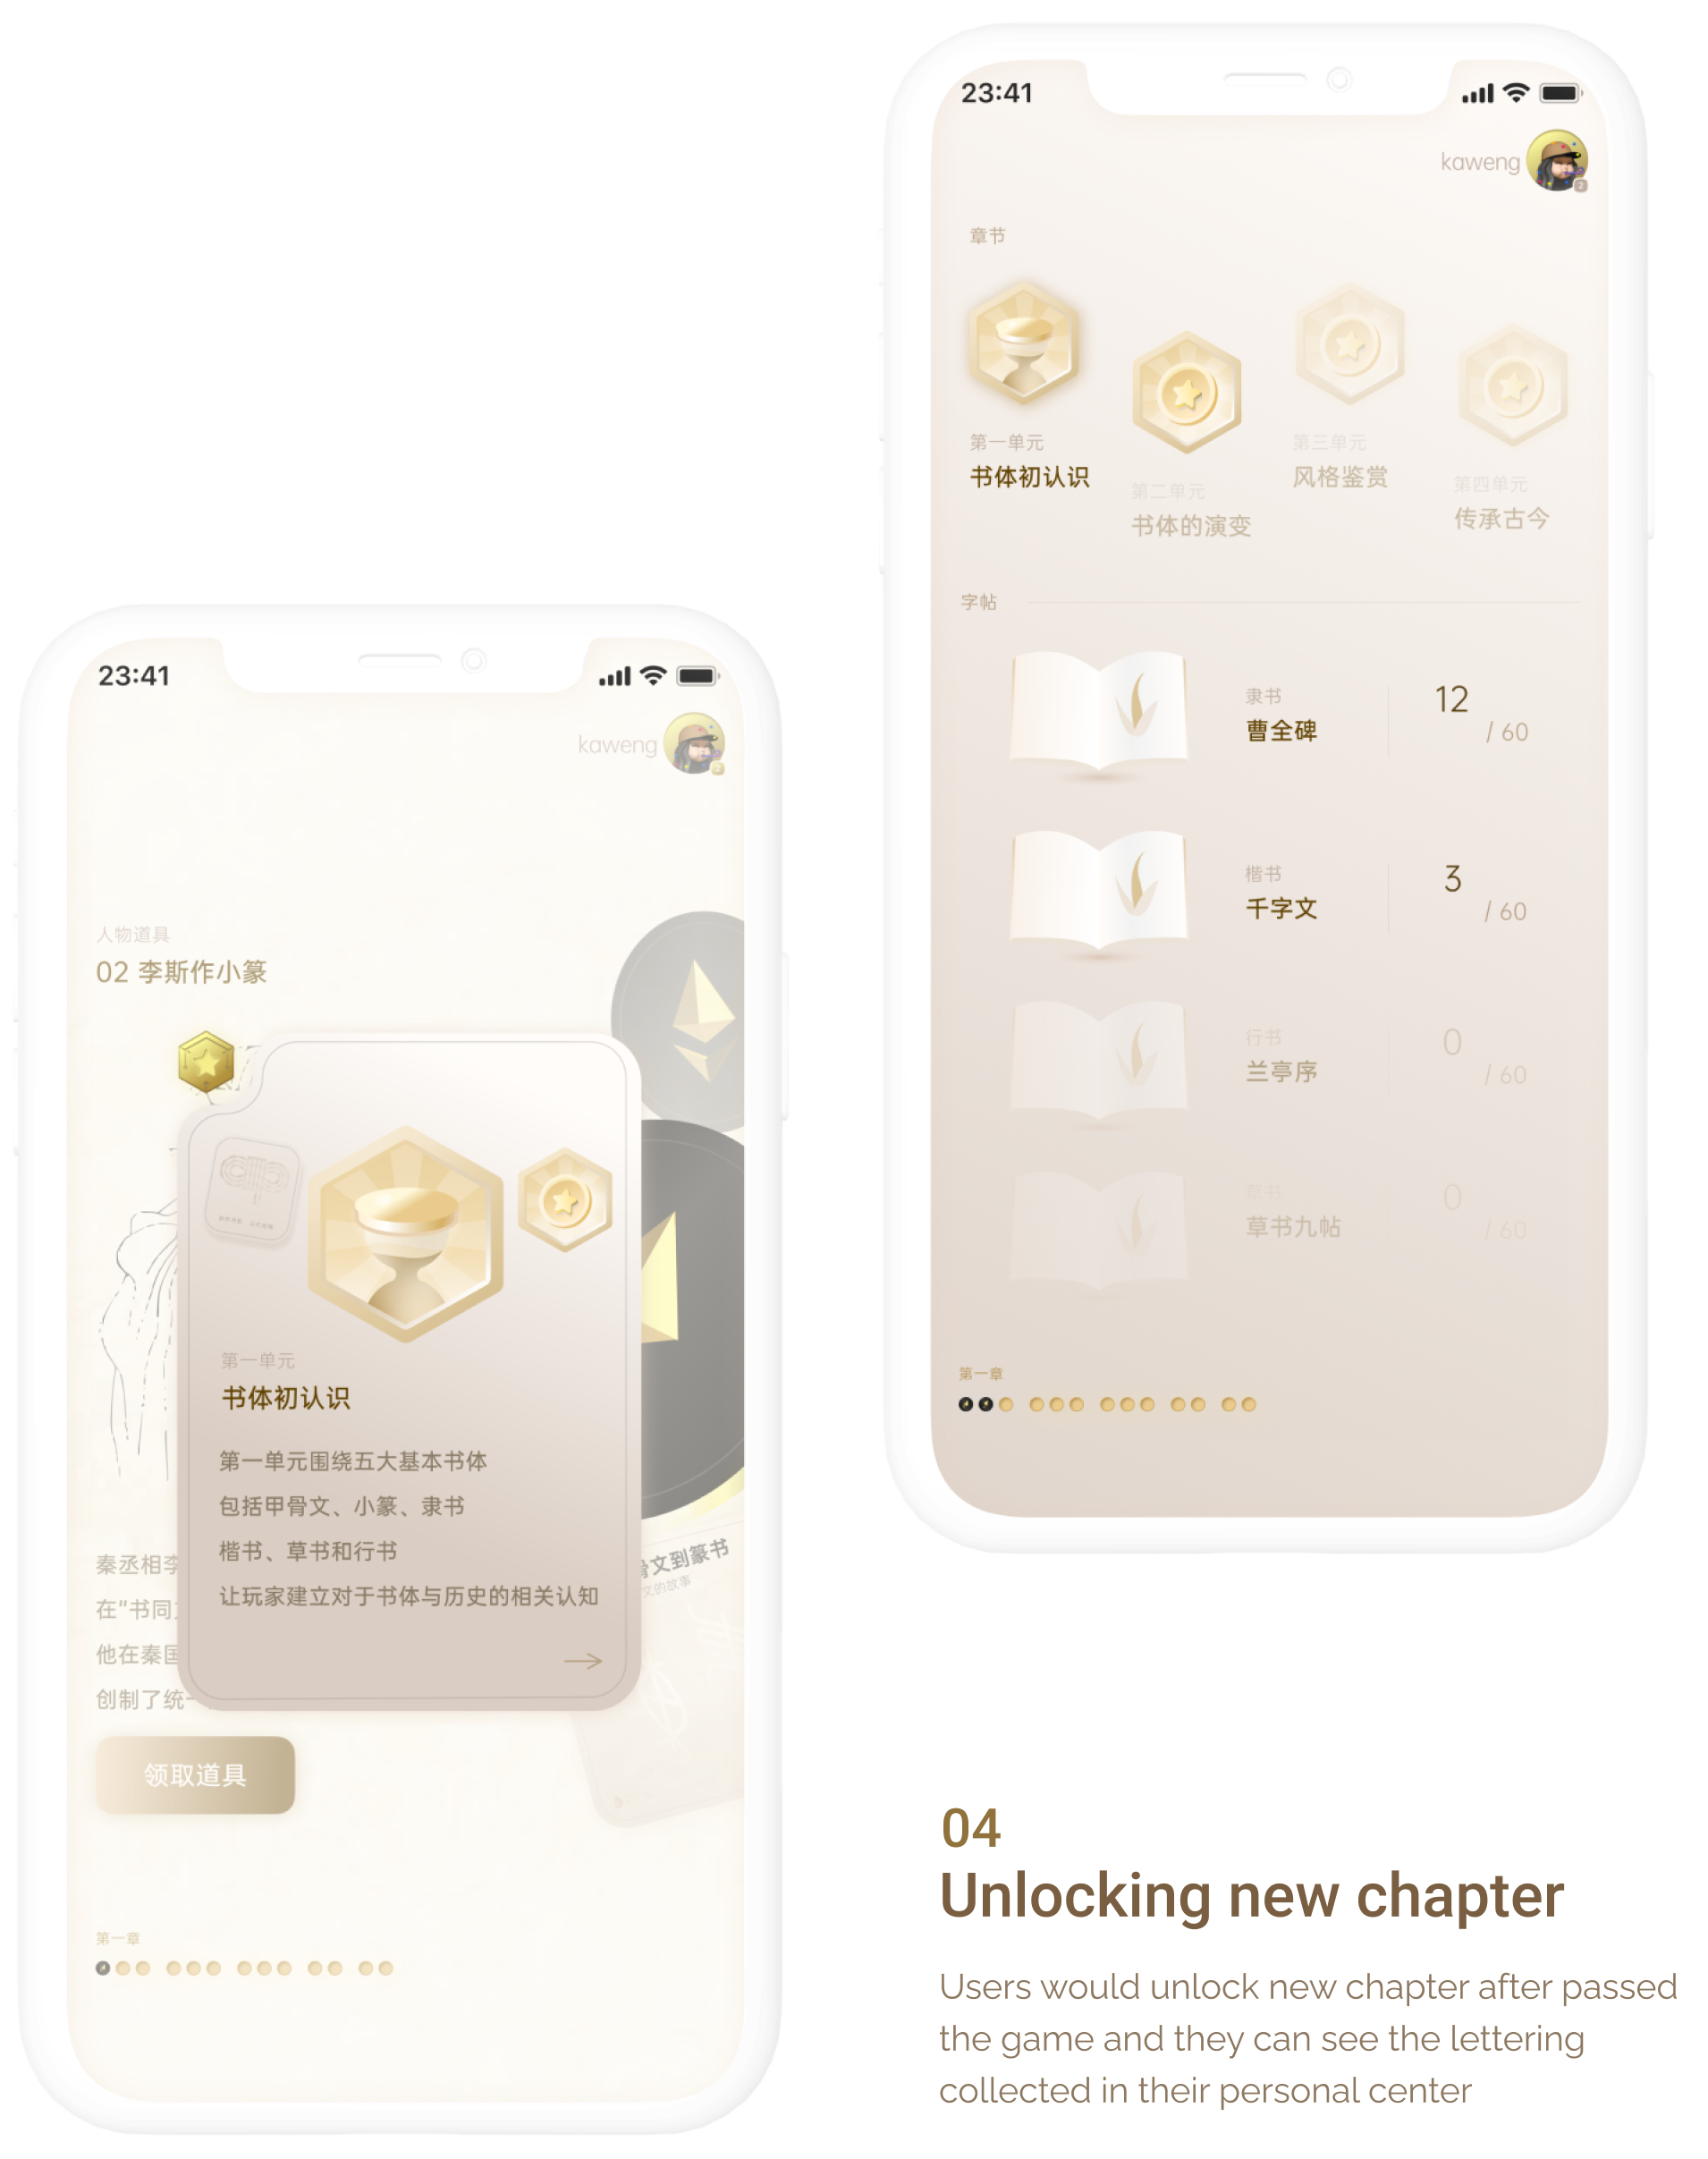 23:41
kaweng
章节
第一单元
书体初认识
第二单元
书体的演变
第三单元
风格鉴赏
第四单元
传承古今
字帖
隶书
曹全碑
12
/ 60
楷书
千字文
3
/ 60
行书
兰亭序
0
/ 60
草书
草书九帖
0
/ 60
第一章
23:41
kaweng
人物道具
02 李斯作小篆
第一单元
书体初认识
第一单元围绕五大基本书体
包括甲骨文、小篆、隶书
楷书、草书和行书
让玩家建立对于书体与历史的相关认知
骨文到篆书
文的故事
秦丞相李
在"书同
他在秦国
创制了统一
领取道具
第一章
04
Unlocking new chapter
Users would unlock new chapter after passed
the game and they can see the lettering
collected in their personal center